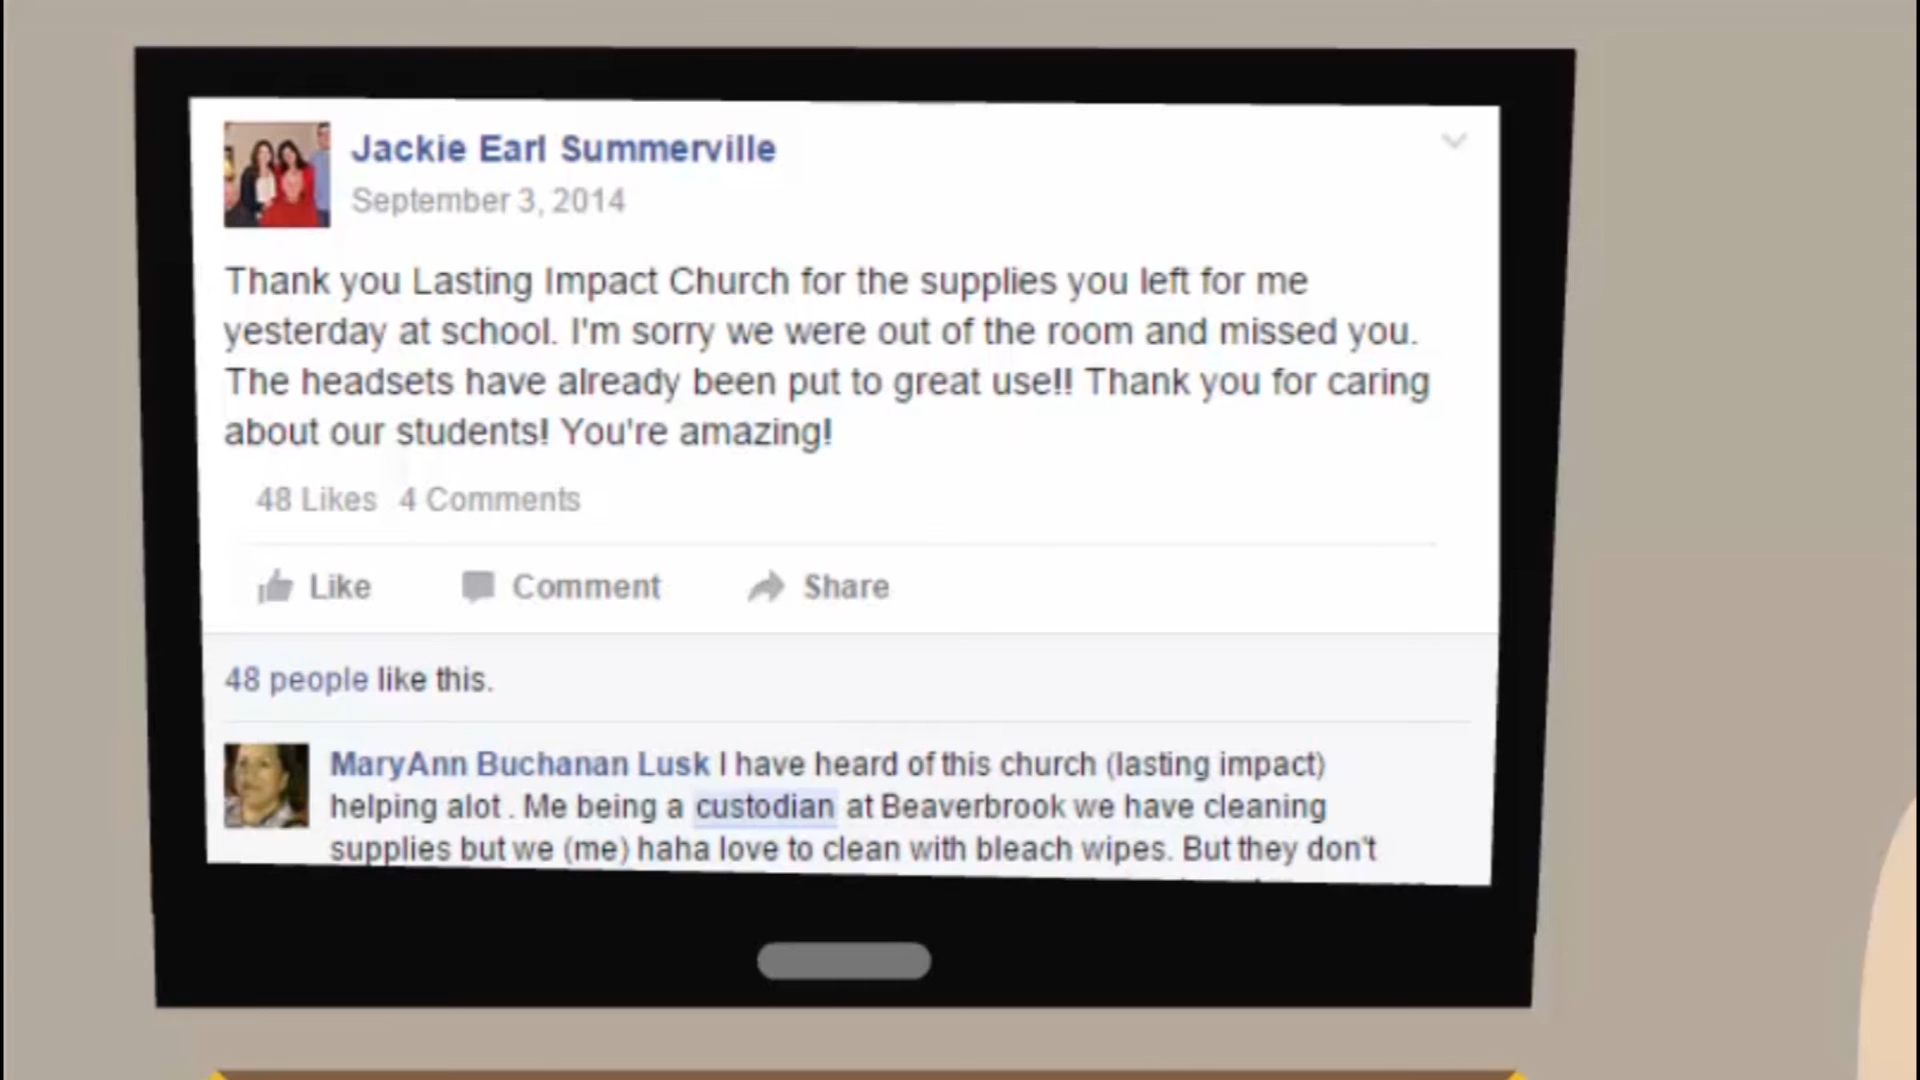 Jackie Earl Summerville
September 3, 2014
Thank you Lasting Impact Church for the supplies you left for me
yesterday at school. I'm sorry we were out of the room and missed you.
The headsets have already been put to great use!! Thank you for caring
about our students! You're amazing!
48 Likes 4 Comments
Like Comment Share
48 people like this.
MaryAnn Buchanan Lusk I have heard of this church (lasting impact)
helping alot . Me being a custodian at Beaverbrook we have cleaning
supplies but we (me) haha love to clean with bleach wipes. But they don't